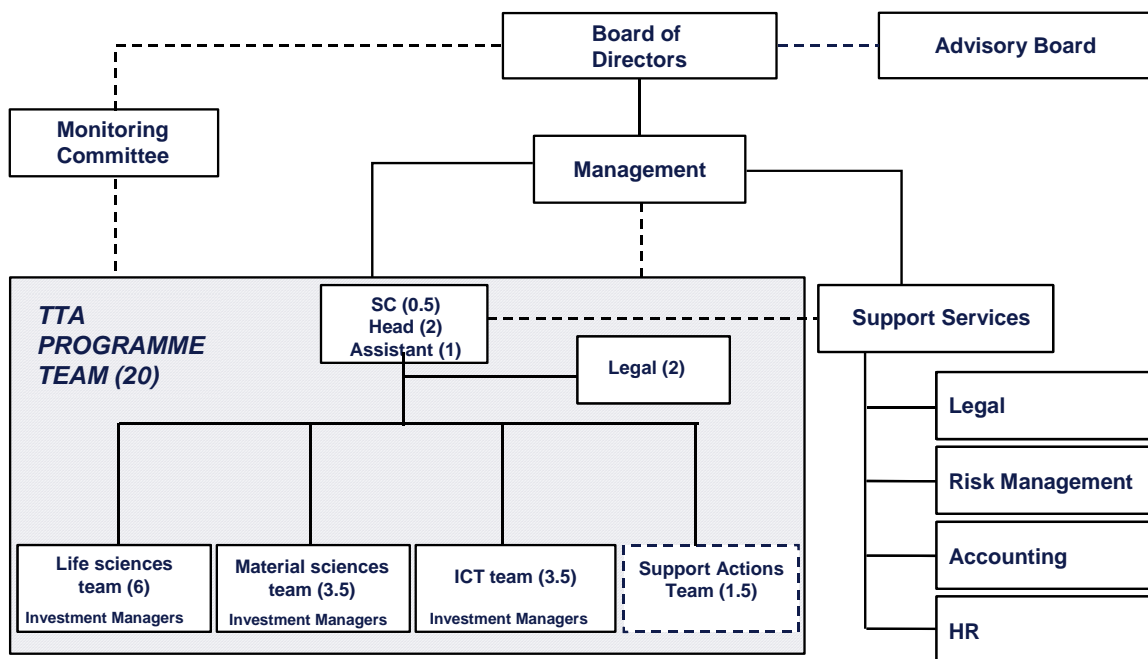 Board of
Directors
Advisory Board
Monitoring
Committee
Management
TTA
PROGRAMME
TEAM (20)
SC (0.5)
Head (2)
Assistant (1)
Legal (2)
Support Services
Legal
Risk Management
Accounting
HR
Life sciences
team (6)
Investment Managers
Material sciences
team (3.5)
Investment Managers
ICT team (3.5)
Investment Managers
Support Actions
Team (1.5)